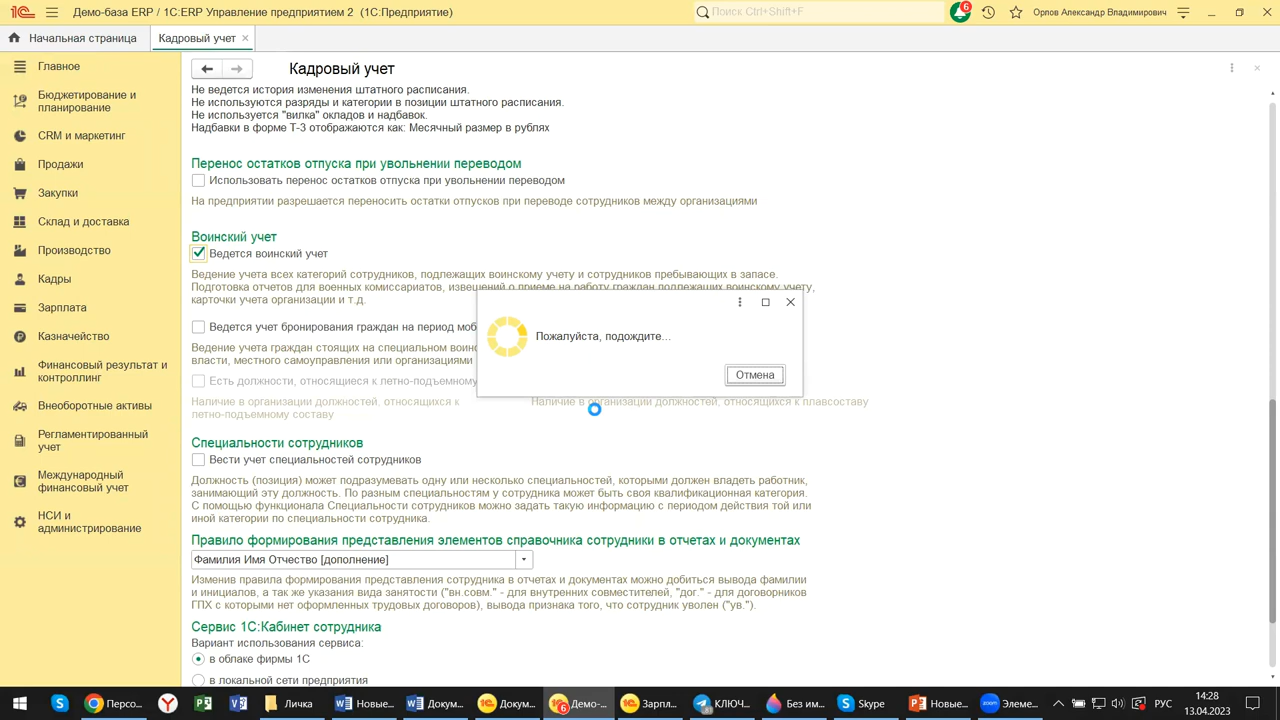 Демо-база ERP / 1С:ERP Управление предприятием 2 (1С:Предприятие)
Поиск Ctrl+Shift+F
6
Орлов Александр Владимирович
Начальная страница
Кадровый учет
Главное
Бюджетирование и
планирование
CRM и маркетинг
Продажи
Закупки
Склад и доставка
Производство
Кадры
Зарплата
Казначейство
Финансовый результат и
контроллинг
Внеоборотные активы
Регламентированный
учет
Международный
финансовый учет
НСИ и
администрирование
Кадровый учет
Не ведется история изменения штатного расписания.
Не используются разряды и категории в позиции штатного расписания.
Не используется "вилка" окладов и надбавок.
Надбавки в форме Т-3 отображаются как: Месячный размер в рублях
Перенос остатков отпуска при увольнении переводом
Использовать перенос остатков отпуска при увольнении переводом
На предприятии разрешается переносить остатки отпусков при переводе сотрудников между организациями
Воинский учет
Ведется воинский учет
Ведение учета всех категорий сотрудников, подлежащих воинскому учету и сотрудников пребывающих в запасе.
Подготовка отчетов для военных комиссариатов, извещений о приеме на работу граждан подлежащих воинскому учету,
карточки учета организации и т.д.
Ведется учет бронирования граждан на период моб
Ведение учета граждан стоящих на специальном воинс
власти, местного самоуправления или организациями
Есть должности, относящиеся к летно-подъемному
Наличие в организации должностей, относящихся к
летно-подъемному составу
Наличие в организации должностей, относящихся к плавсоставу
Пожалуйста, подождите...
Отмена
Специальности сотрудников
Вести учет специальностей сотрудников
Должность (позиция) может подразумевать одну или несколько специальностей, которыми должен владеть работник,
занимающий эту должность. По разным специальностям у сотрудника может быть своя квалификационная категория.
С помощью функционала Специальности сотрудников можно задать такую информацию с периодом действия той или
иной категории по специальности сотрудника.
Правило формирования представления элементов справочника сотрудники в отчетах и документах
Фамилия Имя Отчество [дополнение]
Изменив правила формирования представления сотрудника в отчетах и документах можно добиться вывода фамилии
и инициалов, а так же указания вида занятости ("вн.совм." - для внутренних совместителей, "дог." - для договорников
ГПХ с которыми нет оформленных трудовых договоров), вывода признака того, что сотрудник уволен ("ув.").
Сервис 1С:Кабинет сотрудника
Вариант использования сервиса:
в облаке фирмы 1С
в локальной сети предприятия
Персо...
Личка
Новые...
Докум...
Докум...
6
Демо-...
Зарпл...
81
КЛЮЧ...
Без им...
Skype
Новые...
zoom
Элеме...
РУС
14:28
13.04.2023